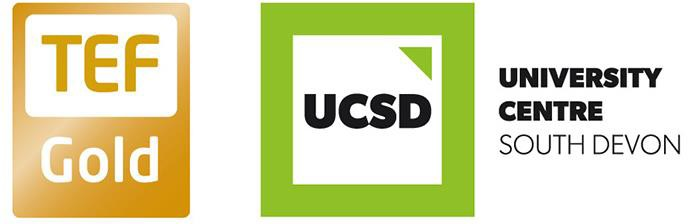 TEF
Gold
UCSD
UNIVERSITY
CENTRE
SOUTH DEVON